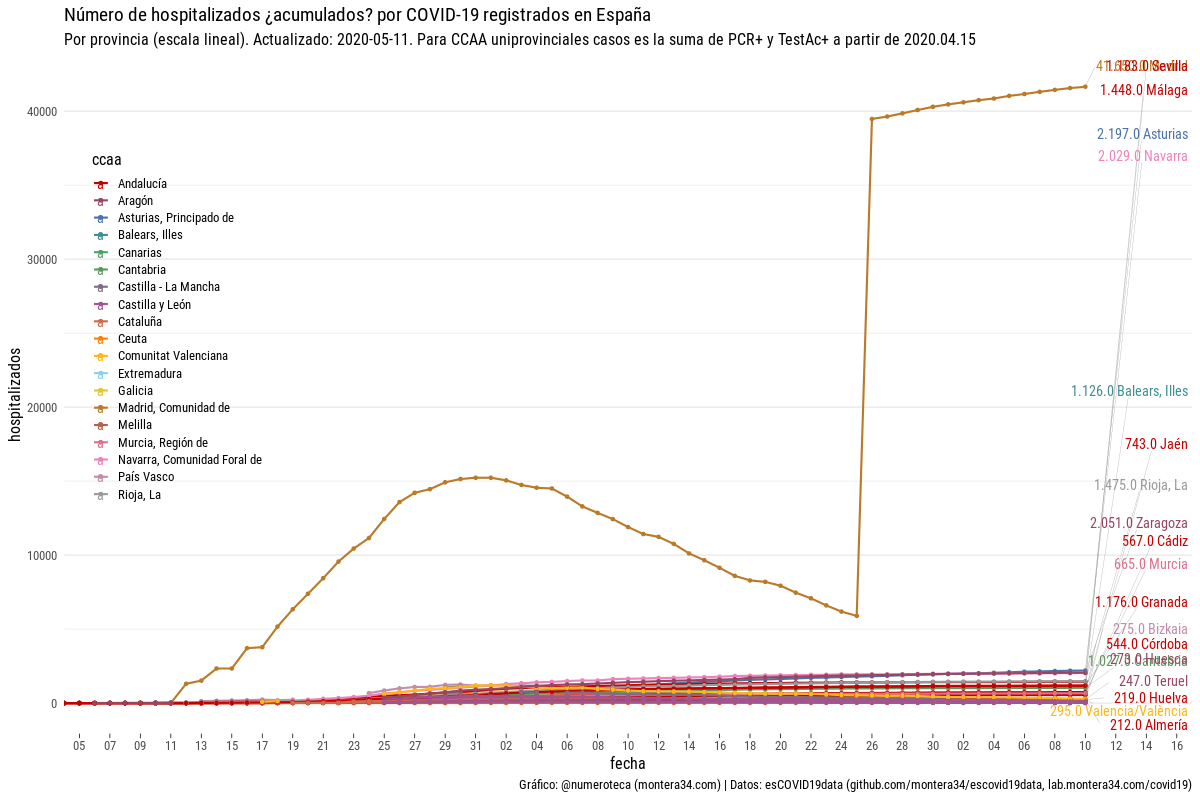 Número de hospitalizados ¿acumulados? por COVID-19 registrados en España
Por provincia (escala lineal). Actualizado: 2020-05-11. Para CCAA uniprovinciales casos es la suma de PCR+ y TestAc+ a partir de 2020.04.15
1.183.0 Sevilla
1.448.0 Málaga
40000
2.197.0 Asturias
2.029.0 Navarra
ccaa
Andalucía
Aragón
Asturias, Principado de
Balears, Illes
Canarias
Cantabria
Castilla - La Mancha
Castilla y León
Cataluña
Ceuta
Comunitat Valenciana
Extremadura
Galicia
Madrid, Comunidad de
Melilla
Murcia, Región de
Navarra, Comunidad Foral de
País Vasco
Rioja, La
30000
hospitalizados
20000
1.126.0 Balears, Illes
743.0 Jaén
1.475.0 Rioja, La
2.051.0 Zaragoza
567.0 Cádiz
10000
665.0 Murcia
1.176.0 Granada
275.0 Bizkaia
544.0 Córdoba
Cantabria
247.0 Teruel
219.0 Huelva
0
295.0 Valencia/València
212.0 Almería
05 07 09 11 13 15 17 19 21 23 25 27 29 31 02 04 06 08 10 12 14 16 18 20 22 24 26 28 30 02 04 06 08 10 12 14 16
fecha
Gráfico: @numeroteca (montera34.com) | Datos: esCOVID19data (github.com/montera34/escovid19data, lab.montera34.com/covid19)